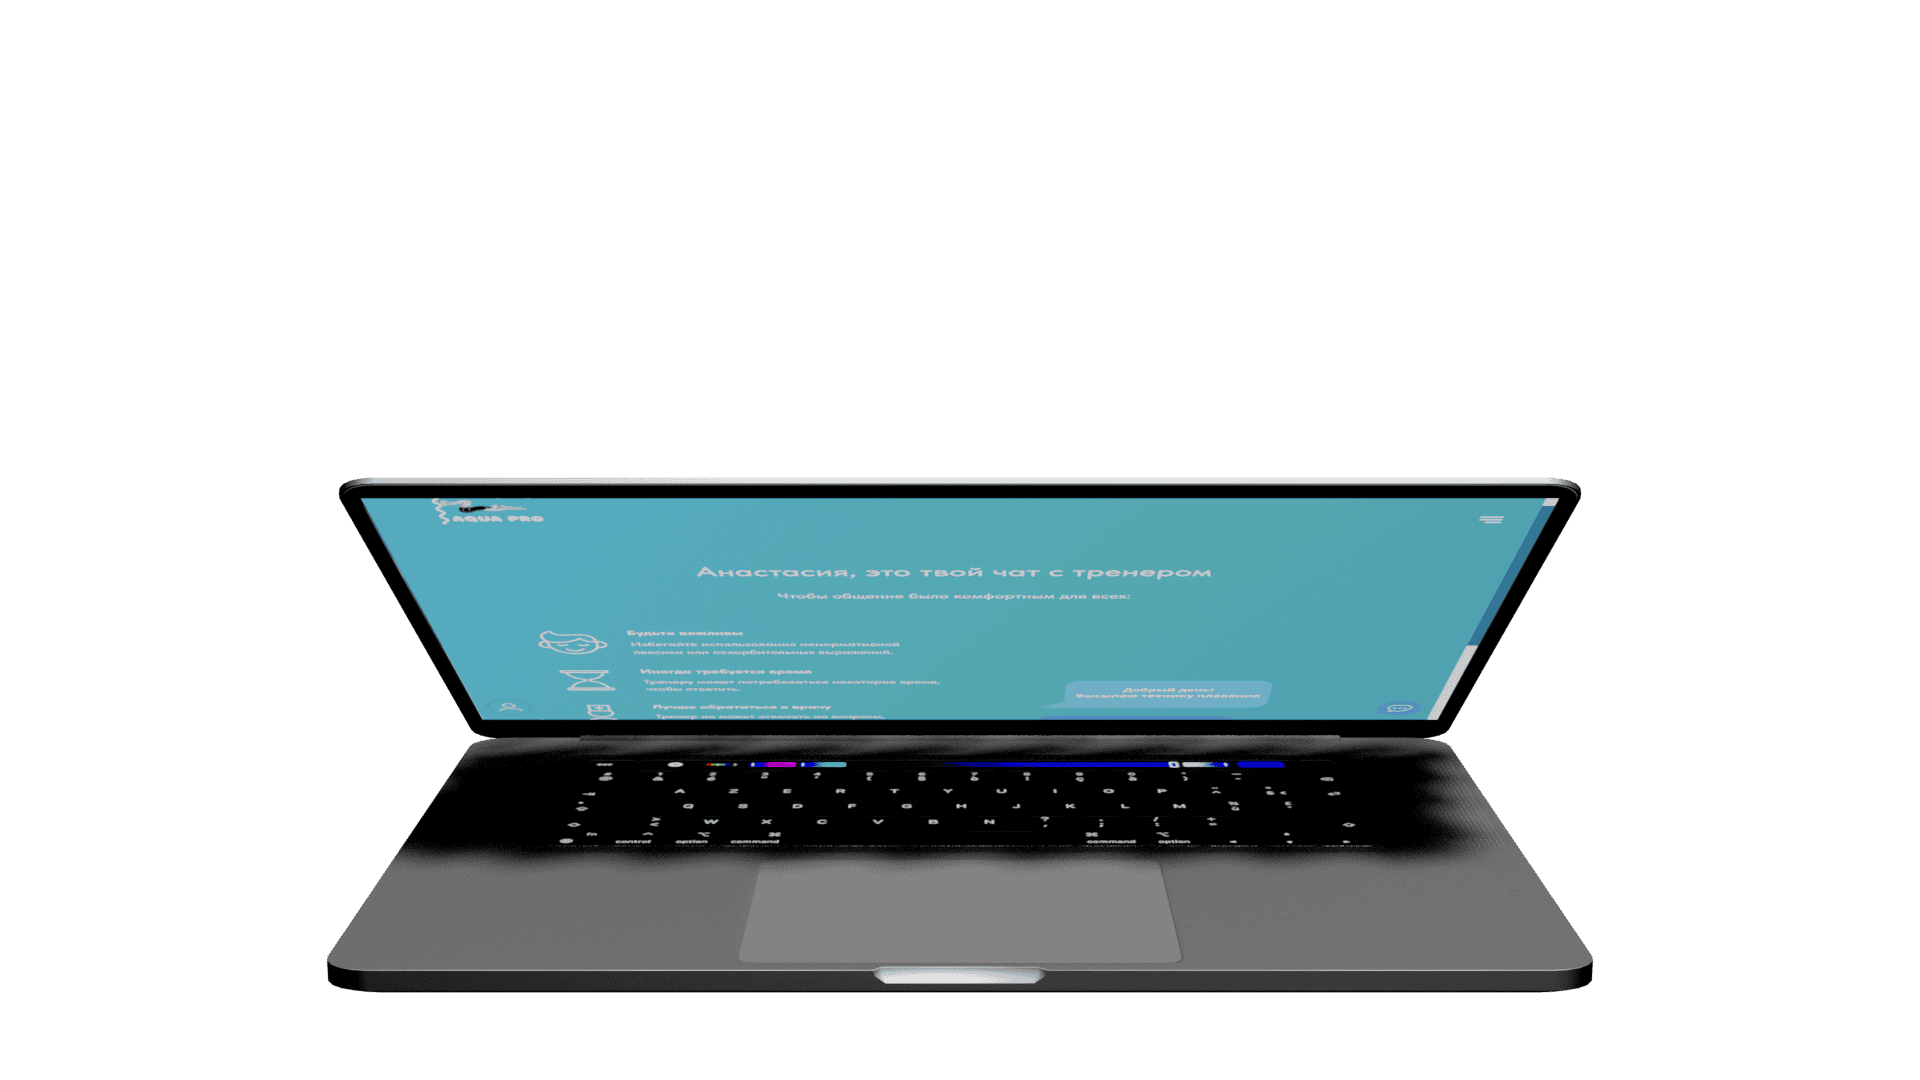 AQUA PRO
Анастасия, это твой чат с тренером
Чтобы общение было комфортным для всех:
Будьте вежливы
Избегайте использования ненормативной
лексики или оскорбительных выражений.
Иногда требуется время
Тренеру может потребоваться некоторое время,
чтобы ответить.
Лучше обратиться к врачу
Тренер не может отвечать на вопросы,
Добрый день!
Высылаю технику плавания
A Z E R T Y U I O P
Q S D F G H J K L M
W X C V B N
fn control option command command option